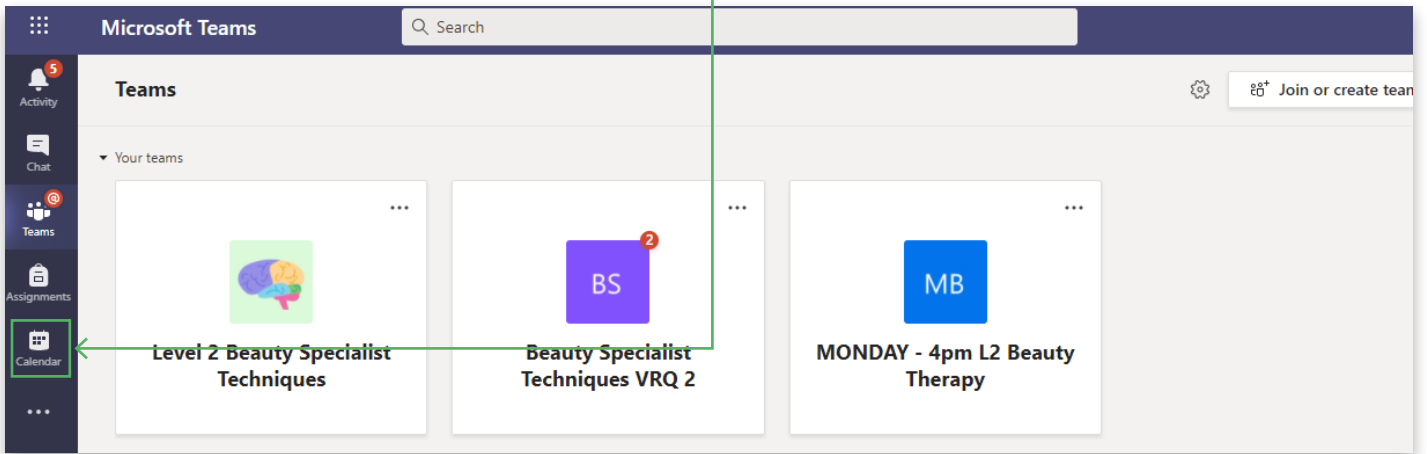 Microsoft Teams
Search
5
Activity
Chat
@
Teams
Assignments
Calendar
Teams
Join or create tean
Your teams
Level 2 Beauty Specialist
Techniques
BS
2
Beauty Specialist
Techniques VRQ 2
MB
MONDAY - 4pm L2 Beauty
Therapy